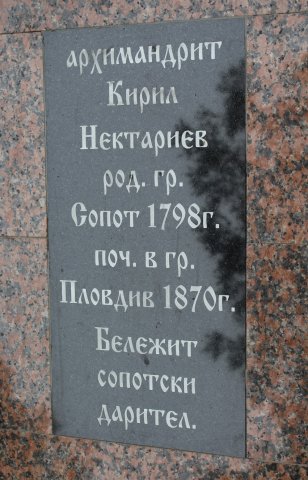 архимандрит
Кирил
Нектариев
род. гр.
Сопот 1798г.
поч. в гр.
Пловдив 1870г.
Бележит
сопотски
дарител.